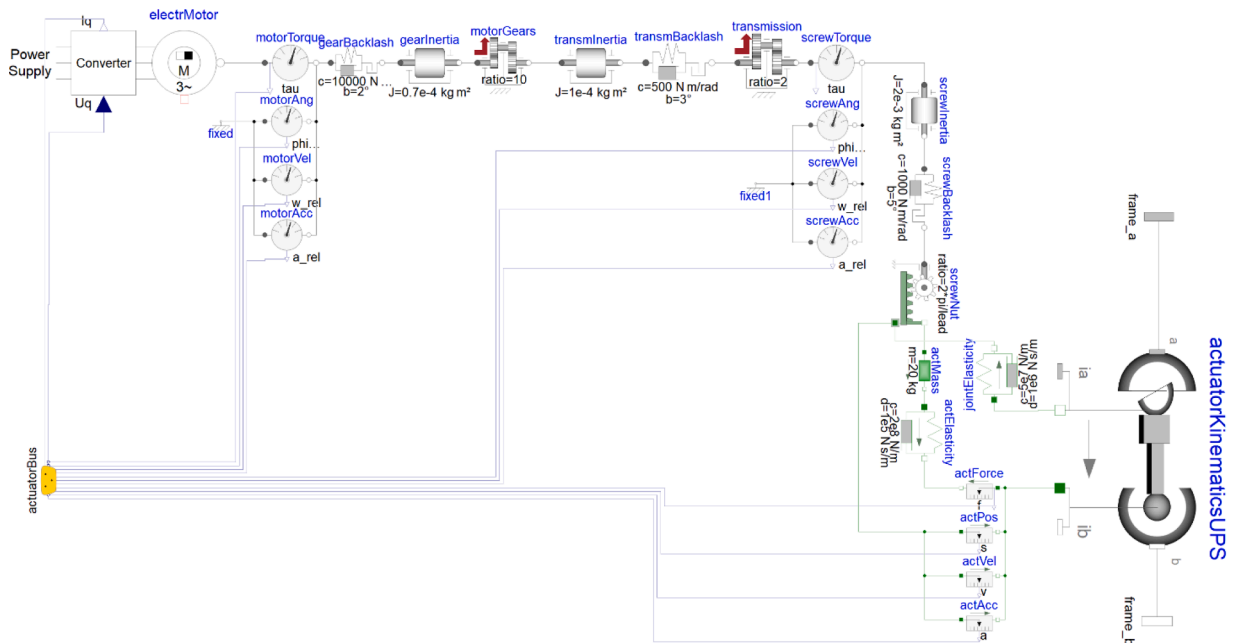 Iq
electrMotor
Power
Supply
Converter
M
3~
Uq
motorTorque
tau
gearBacklash
c=10000 N ...
b=2°
gearInertia
J=0.7e-4 kg m²
motorGears
ratio=10
transmInertia
J=1e-4 kg m²
transmBacklash
c=500 N m/rad
b=3°
transmission
ratio=2
screwTorque
tau
motorAng
phi...
fixed
motorVel
w_rel
motorAcc
a_rel
screwAng
phi...
screwVel
fixed1
w_rel
screwAcc
a_rel
screwInertia
J=2e-3 kg m²
screwBacklash
c=1000 N m/rad
b=5°
screwNut
ratio=2*pi/lead
actMass
m=20 kg
jointElasticity
c=5e7 N/m
d=1e6 N s/m
actElasticity
c=2e8 N/m
d=1e5 N s/m
actForce
f
actPos
s
actVel
v
actAcc
a
actuatorBus
frame_a
a
ia
actuatorKinematicsUPS
ib
b
frame_b